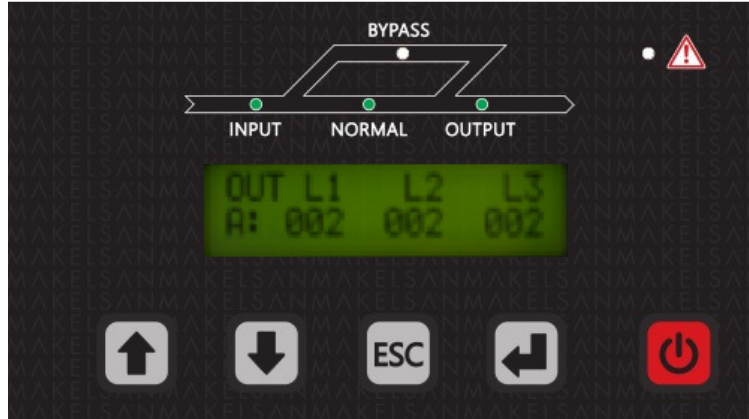 BYPASS
INPUT NORMAL OUTPUT
OUT L1 L2 L3
A: 002 002 002
ESC